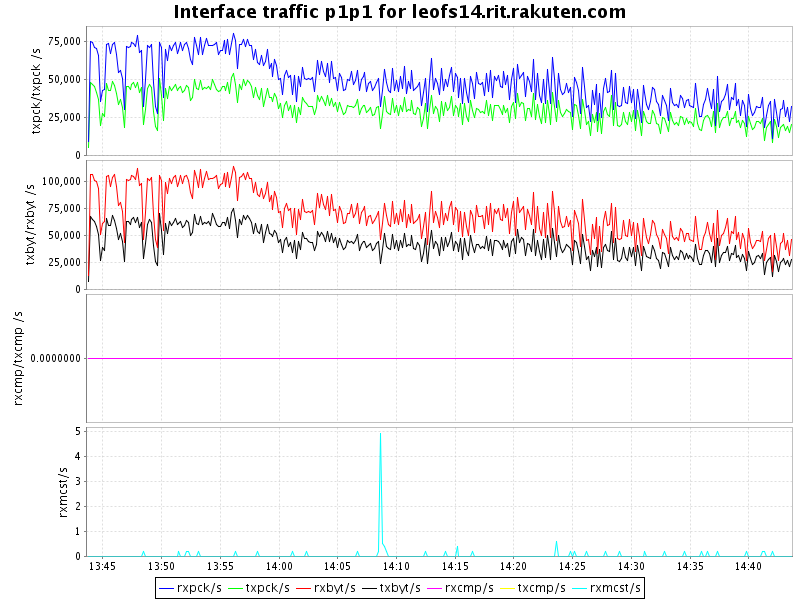 Interface traffic p1p1 for leofs14.rit.rakuten.com
txpck/txpck /s
75,000
50,000
25,000
0
txbyt/rxbyt /s
100,000
75,000
50,000
25,000
0
rxcmp/txcmp /s
0.0000000
rxmcst/s
5
4
3
2
1
0
13:45 13:50 13:55 14:00 14:05 14:10 14:15 14:20 14:25 14:30 14:35 14:40
rxpck/s txpck/s rxbyt/s txbyt/s rxcmp/s txcmp/s rxmcst/s